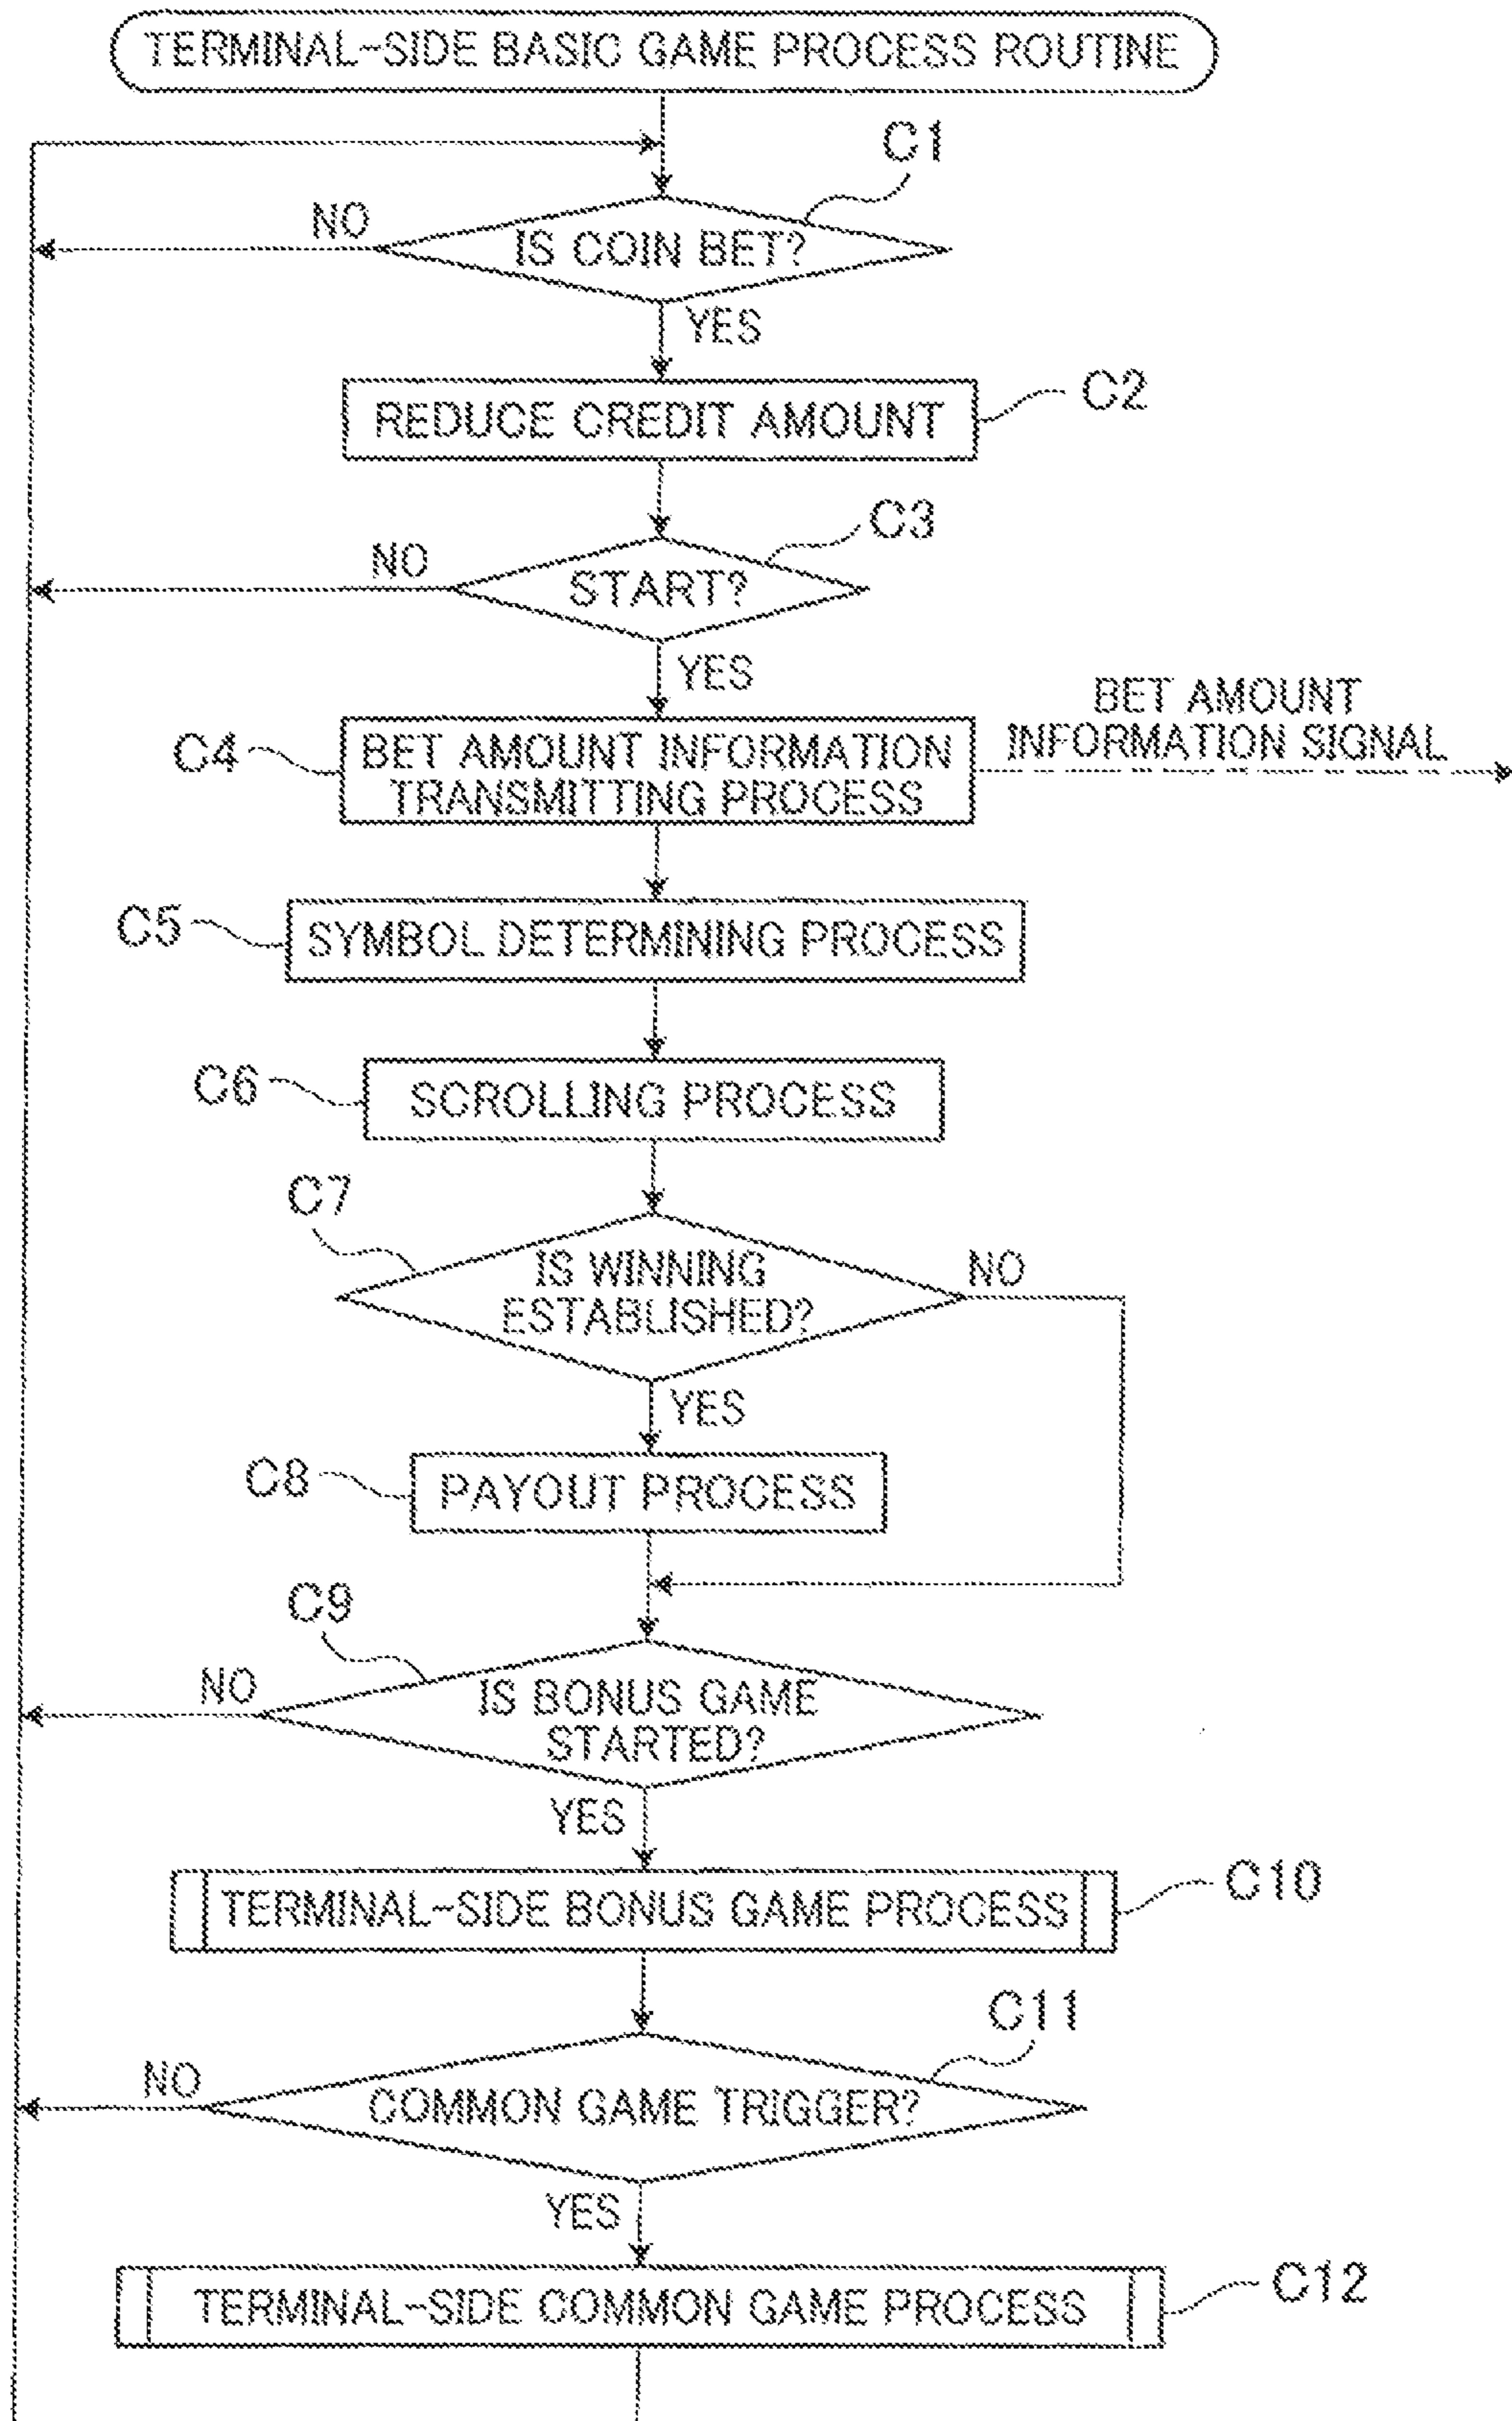 TERMINAL-SIDE BASIC GAME PROCESS ROUTINE
C1
NO
IS COIN BET?
YES
REDUCE CREDIT AMOUNT
C2
C3
NO
START?
YES
BET AMOUNT
INFORMATION SIGNAL
C4
BET AMOUNT INFORMATION
TRANSMITTING PROCESS
C5
SYMBOL DETERMINING PROCESS
C6
SCROLLING PROCESS
C7
IS WINNING
ESTABLISHED?
NO
YES
C8
PAYOUT PROCESS
C9
NO
IS BONUS GAME
STARTED?
YES
TERMINAL-SIDE BONUS GAME PROCESS
C10
C11
NO
COMMON GAME TRIGGER?
YES
TERMINAL-SIDE COMMON GAME PROCESS
C12